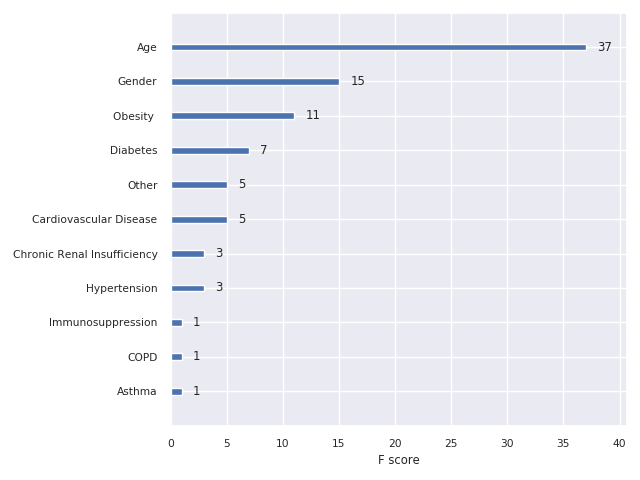 Age 37
Gender 15
Obesity 11
Diabetes 7
Other 5
Cardiovascular Disease 5
Chronic Renal Insufficiency 3
Hypertension 3
Immunosuppression 1
COPD 1
Asthma 1
0 5 10 15 20 25 30 35 40
F score